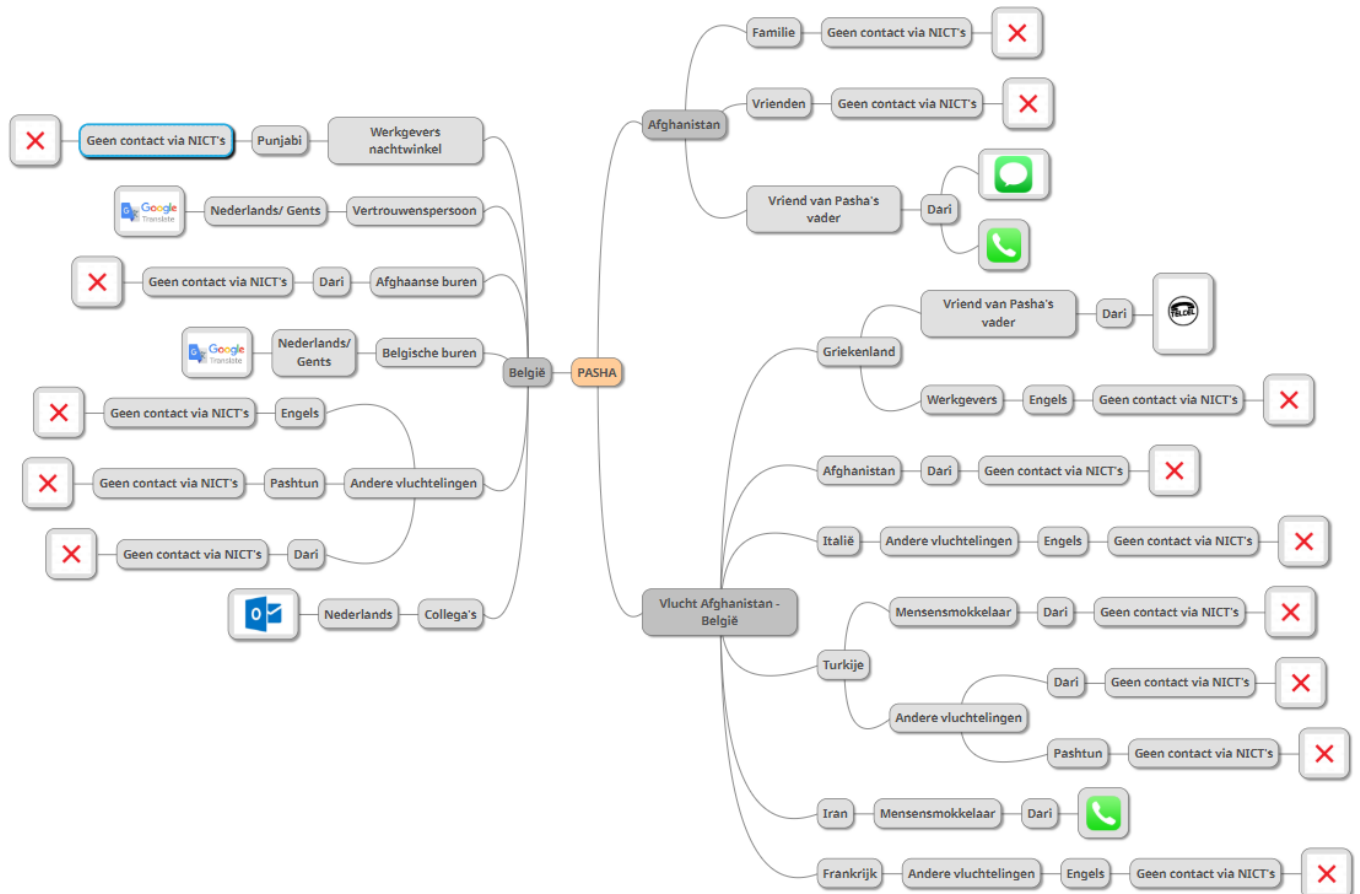 Familie
Geen contact via NICT's
Vrienden
Geen contact via NICT's
Afghanistan
Vriend van Pasha's
vader
Dari
Werkgevers
nachtwinkel
Punjabi
Geen contact via NICT's
Vertrouwenspersoon
Nederlands/ Gents
Google
Translate
Afghaanse buren
Dari
Geen contact via NICT's
Belgische buren
Nederlands/
Gents
Google
Translate
België
PASHA
Andere vluchtelingen
Engels
Geen contact via NICT's
Pashtun
Geen contact via NICT's
Dari
Geen contact via NICT's
Collega's
Nederlands
O
Vlucht Afghanistan -
België
Griekenland
Vriend van Pasha's
vader
Dari
TELDEL
Werkgevers
Engels
Geen contact via NICT's
Afghanistan
Dari
Geen contact via NICT's
Italië
Andere vluchtelingen
Engels
Geen contact via NICT's
Turkije
Mensensmokkelaar
Dari
Geen contact via NICT's
Andere vluchtelingen
Dari
Geen contact via NICT's
Pashtun
Geen contact via NICT's
Iran
Mensensmokkelaar
Dari
Frankrijk
Andere vluchtelingen
Engels
Geen contact via NICT's